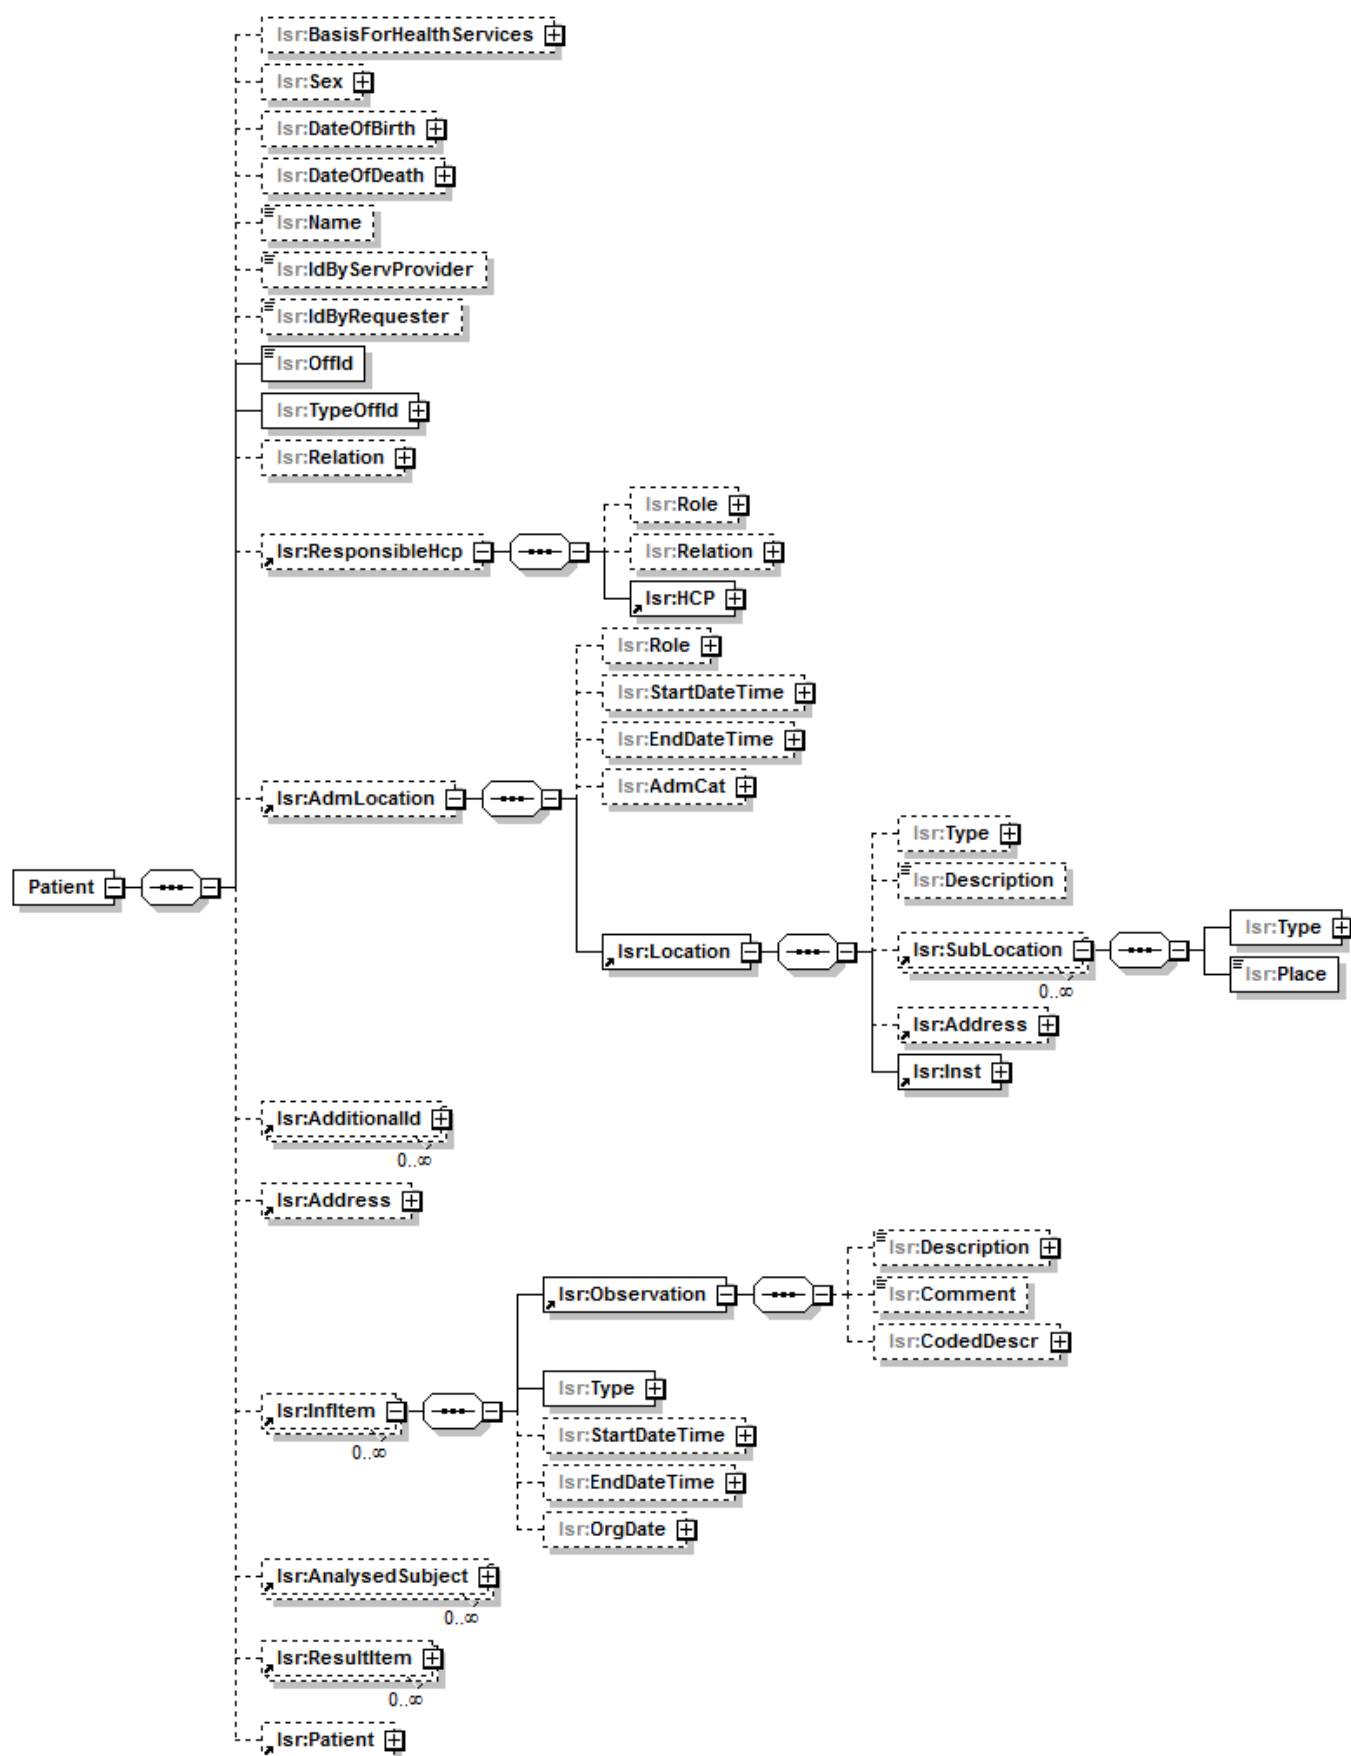 lsr:BasisForHealthServices
lsr:Sex
lsr:DateOfBirth
lsr:DateOfDeath
lsr:Name
lsr:IdByServProvider
lsr:IdByRequester
lsr:OffId
lsr:TypeOffId
lsr:Relation
lsr:Role
lsr:ResponsibleHcp
lsr:Relation
lsr:HCP
lsr:Role
lsr:StartDateTime
lsr:EndDateTime
lsr:AdmCat
lsr:AdmLocation
lsr:Type
Patient
lsr:Description
lsr:Type
lsr:Location
lsr:SubLocation
0..∞
lsr:Place
lsr:Address
lsr:Inst
lsr:AdditionalId
0..∞
lsr:Address
lsr:Description
lsr:Observation
lsr:Comment
lsr:CodedDescr
lsr:Type
lsr:InfItem
0..∞
lsr:StartDateTime
lsr:EndDateTime
lsr:OrgDate
lsr:AnalysedSubject
0..∞
lsr:ResultItem
0..∞
lsr:Patient